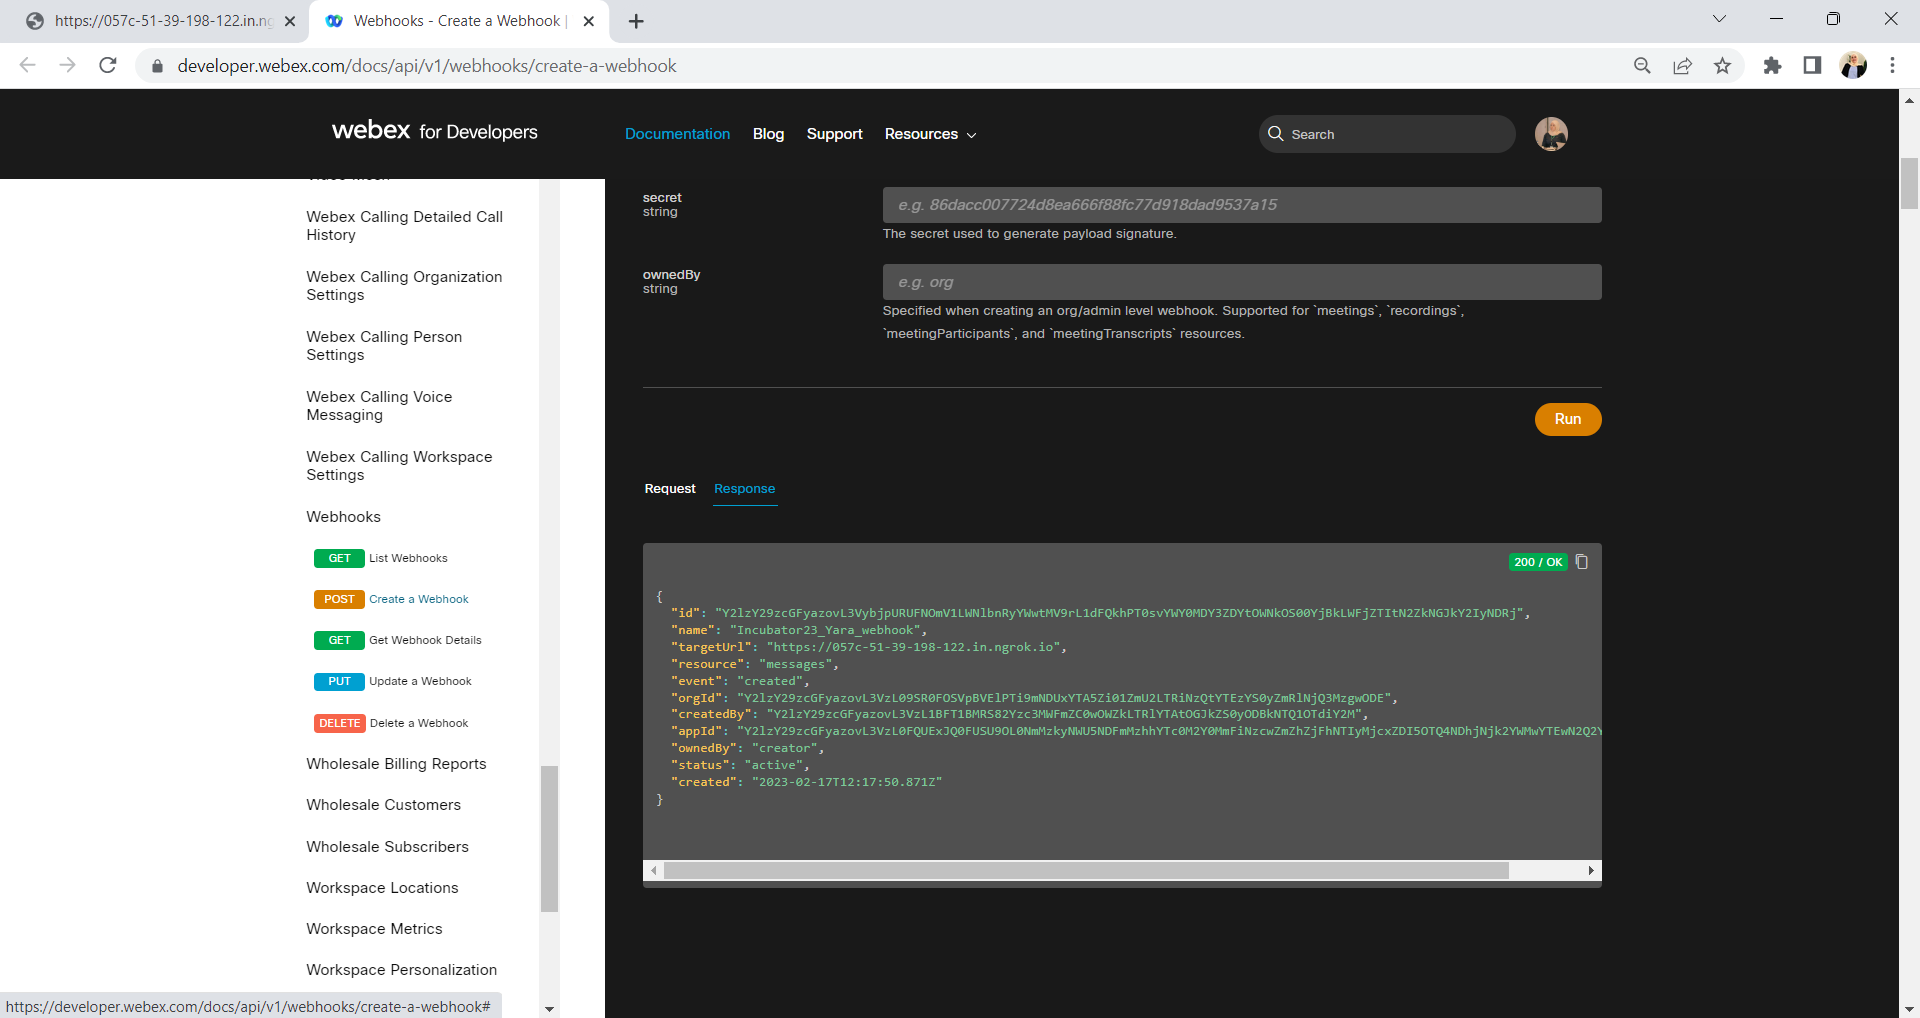 https://057c-51-39-198-122.in.ng
Webhooks - Create a Webhook |
developer.webex.com/docs/api/v1/webhooks/create-a-webhook
webex for Developers
Documentation
Blog
Support
Resources
Search
Webex Calling Detailed Call
History
Webex Calling Organization
Settings
Webex Calling Person
Settings
Webex Calling Voice
Messaging
Webex Calling Workspace
Settings
Webhooks
GET List Webhooks
POST Create a Webhook
GET Get Webhook Details
PUT Update a Webhook
DELETE Delete a Webhook
Wholesale Billing Reports
Wholesale Customers
Wholesale Subscribers
Workspace Locations
Workspace Metrics
Workspace Personalization
https://developer.webex.com/docs/api/v1/webhooks/create-a-webhook#
secret
string
e.g. 86dacc007724d8ea666f88fc77d918dad9537a15
The secret used to generate payload signature.
ownedBy
string
e.g. org
Specified when creating an org/admin level webhook. Supported for `meetings`, `recordings`,
`meetingParticipants`, and `meetingTranscripts` resources.
Run
Request
Response
200 / OK
{
"id": "Y2lzY29zcGFyazovL3VybjpURUFNOmV1LWNlbnRyYWwtMV9rL1dFQkhPT0svYWY0MDY3ZDYtOWNkOS00YjBkLWFjZTItN2ZkNGJkY2IyNDRj",
"name": "Incubator23_Yara_webhook",
"targetUrl": "https://057c-51-39-198-122.in.ngrok.io",
"resource": "messages",
"event": "created",
"orgId": "Y2lzY29zcGFyazovL3VzL09SR0FOSVpBVElPTi9mNDUxYTA5Zi01ZmU2LTRiNzQtYTEzYS0yZmRlNjQ3MzgwODE",
"createdBy": "Y2lzY29zcGFyazovL3VzL1BFT1BMRS82Yzc3MWFmZC0wOWZkLTRlYTAtOGJkZS0yODBkNTQ1OTdiY2M",
"appId": "Y2lzY29zcGFyazovL3VzL0FQUExJQ0FUSU9OL0NmMzkyNWU5NDFmMzhhYTc0M2Y0MmFiNzcwZmZhZjFhNTIyMjcxZDI5OTQ4NDhjNjk2YWMwYTEwN2Q2Y
"ownedBy": "creator",
"status": "active",
"created": "2023-02-17T12:17:50.871Z"
}